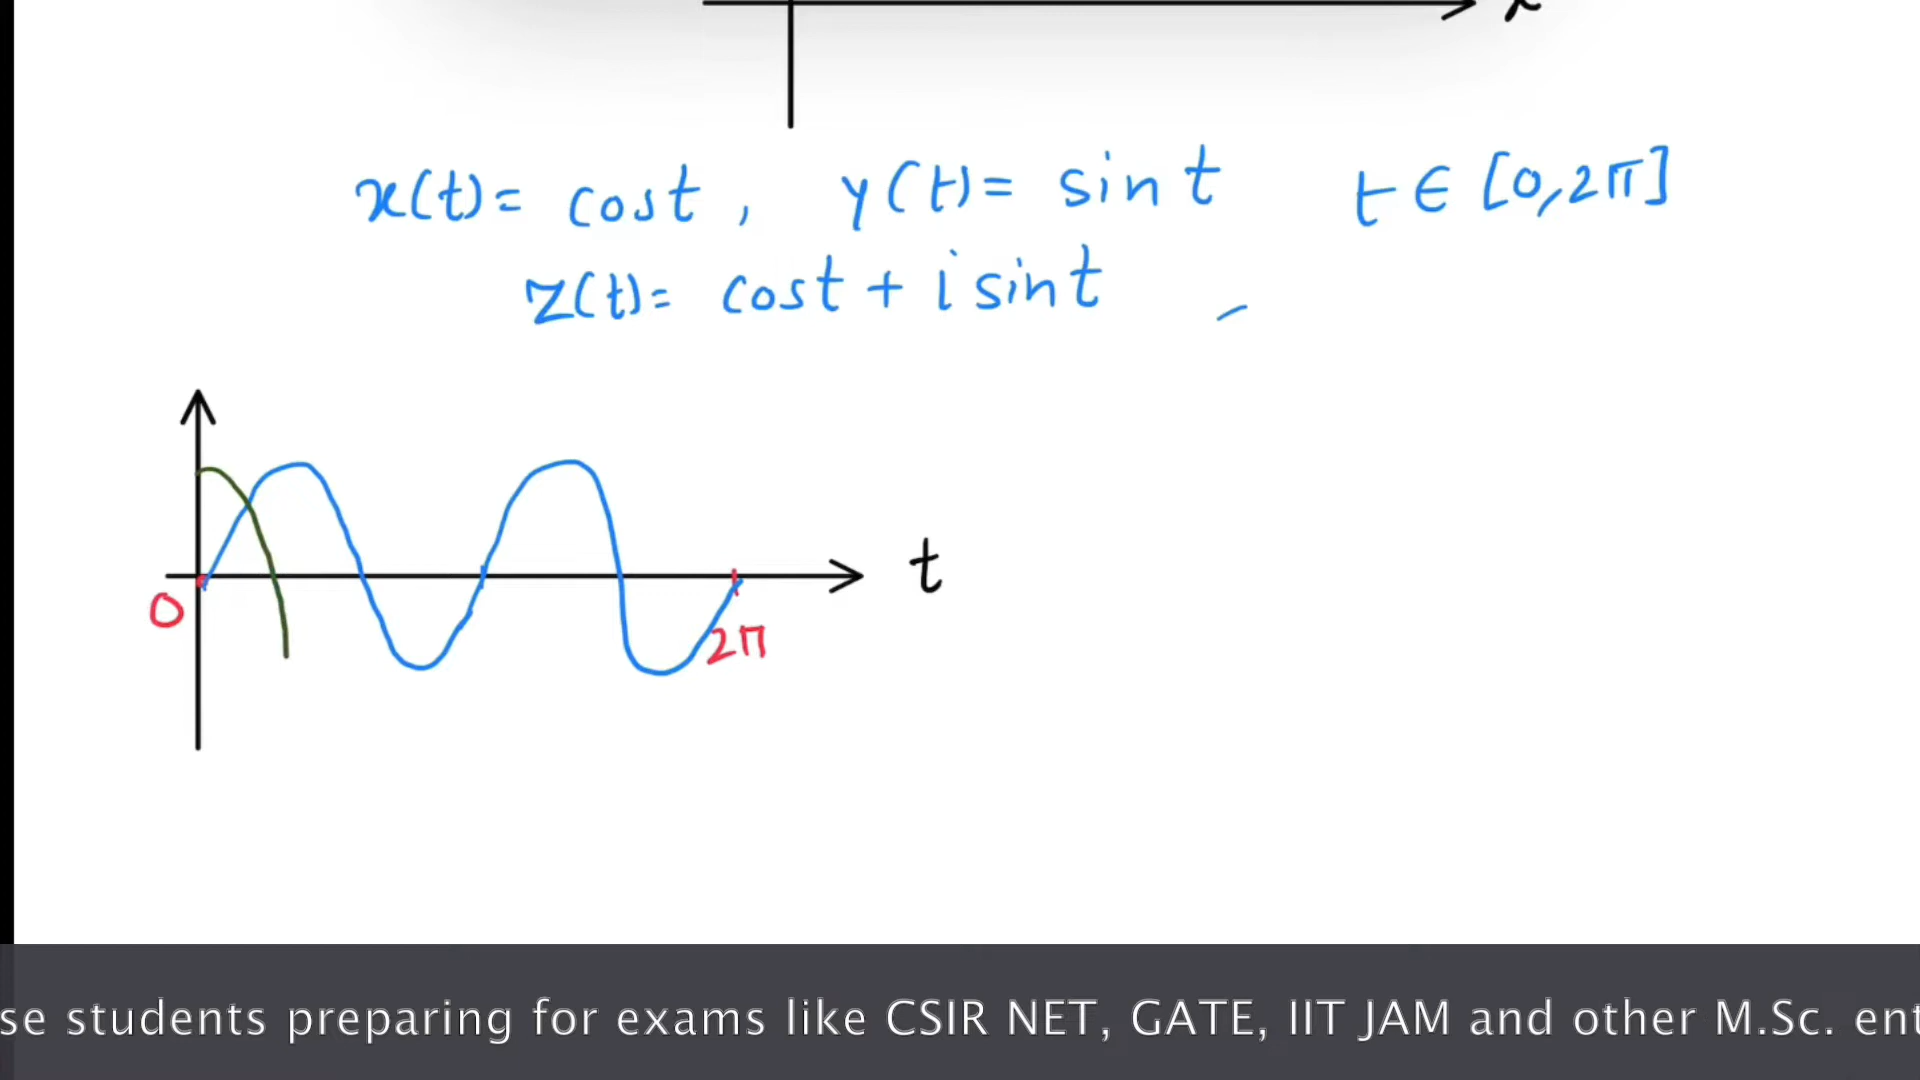 x(t)= cost, y(t)= sin t t ∈ [0,2π]
z(t)= cost + i sint
t
0
2π
se students preparing for exams like CSIR NET, GATE, IIT JAM and other M.Sc. ent